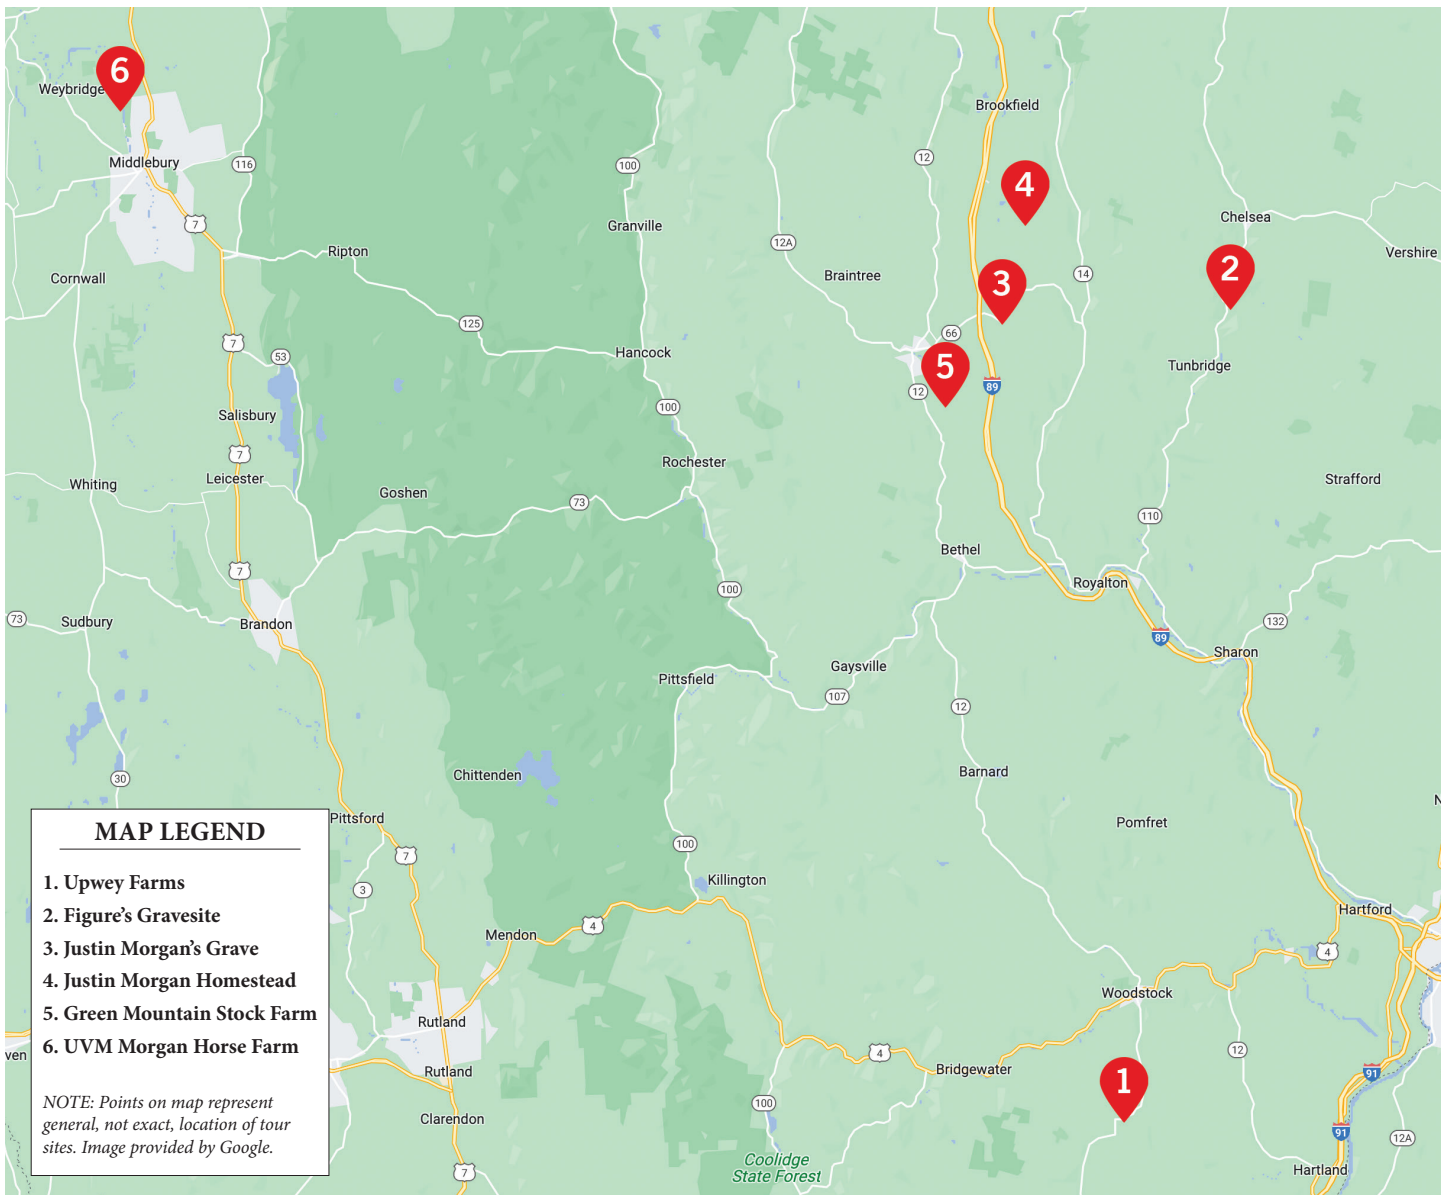 6
Weybridge
Brookfield
Middlebury
116
100
12
4
7
Granville
Chelsea
Ripton
12A
Vershire
Cornwall
Braintree
14
2
3
125
66
7
53
Hancock
5
Tunbridge
12
89
100
Salisbury
7
Rochester
Leicester
Whiting
Goshen
73
Strafford
110
Bethel
7
100
Royalton
73
Sudbury
Brandon
132
89
Sharon
Gaysville
Pittsfield
107
12
Barnard
Chittenden
30
Pittsford
Pomfret
N
100
7
Killington
3
Hartford
Mendon
4
4
Woodstock
Rutland
ven
4
12
Bridgewater
Rutland
91
1
100
Clarendon
91
12A
Coolidge
State Forest
Hartland
7
MAP LEGEND
1. Upwey Farms
2. Figure's Gravesite
3. Justin Morgan's Grave
4. Justin Morgan Homestead
5. Green Mountain Stock Farm
6. UVM Morgan Horse Farm
NOTE: Points on map represent
general, not exact, location of tour
sites. Image provided by Google.